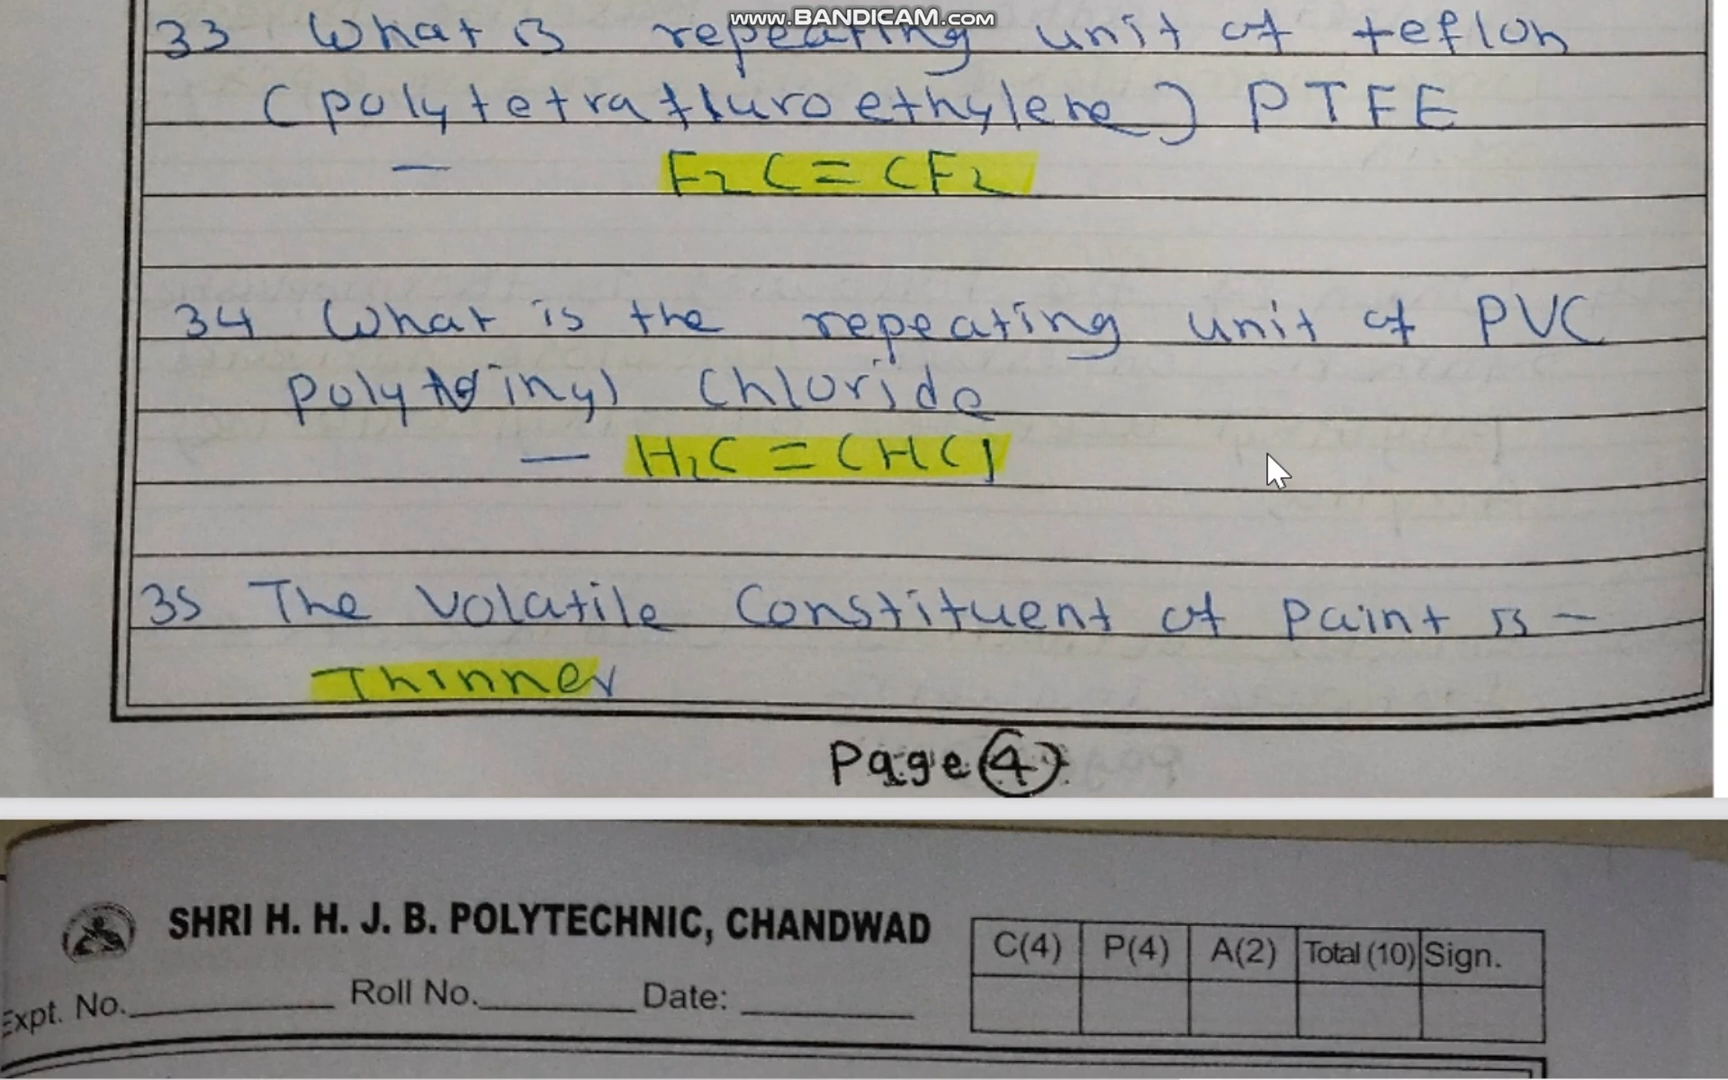 www.BANDICAM.com
33 What is repeating unit of teflon
(polytetrafluroethylene) PTFE
— F2C=CF2
34 What is the repeating unit of PVC
poly vinyl chloride
— H2C = CHCl
35 The volatile constituent of paint is —
Thinner
Page 4
SHRI H. H. J. B. POLYTECHNIC, CHANDWAD
C(4) P(4) A(2) Total (10) Sign.
Expt. No. Roll No. Date: